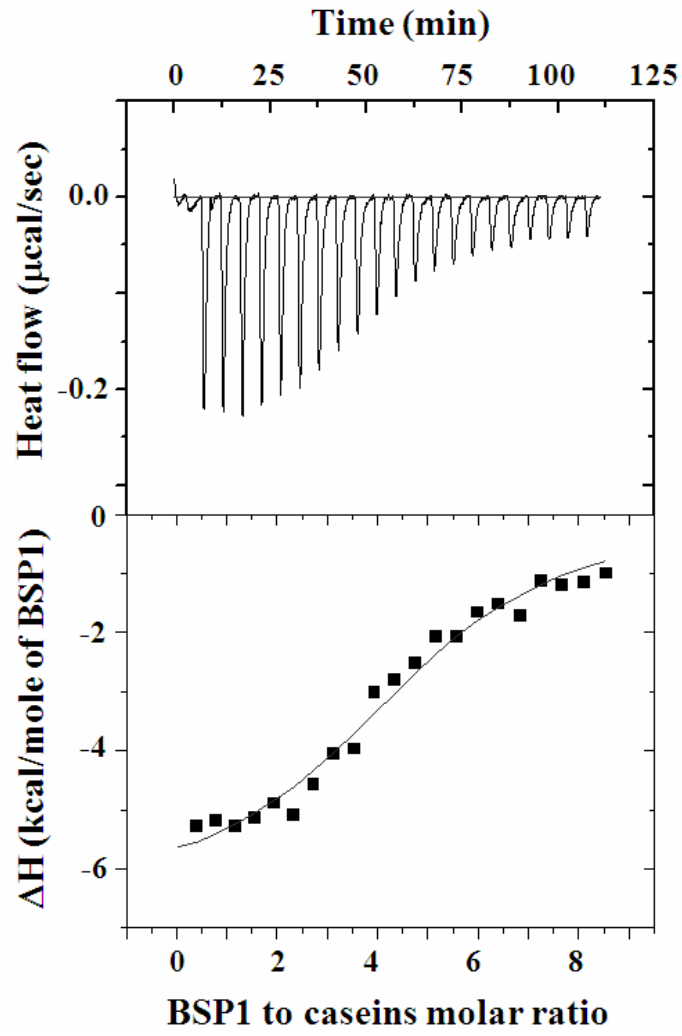 Time (min)
0 25 50 75 100 125
Heat flow (μcal/sec)
0.0
-0.2
ΔH (kcal/mole of BSP1)
0
-2
-4
-6
0 2 4 6 8
BSP1 to caseins molar ratio